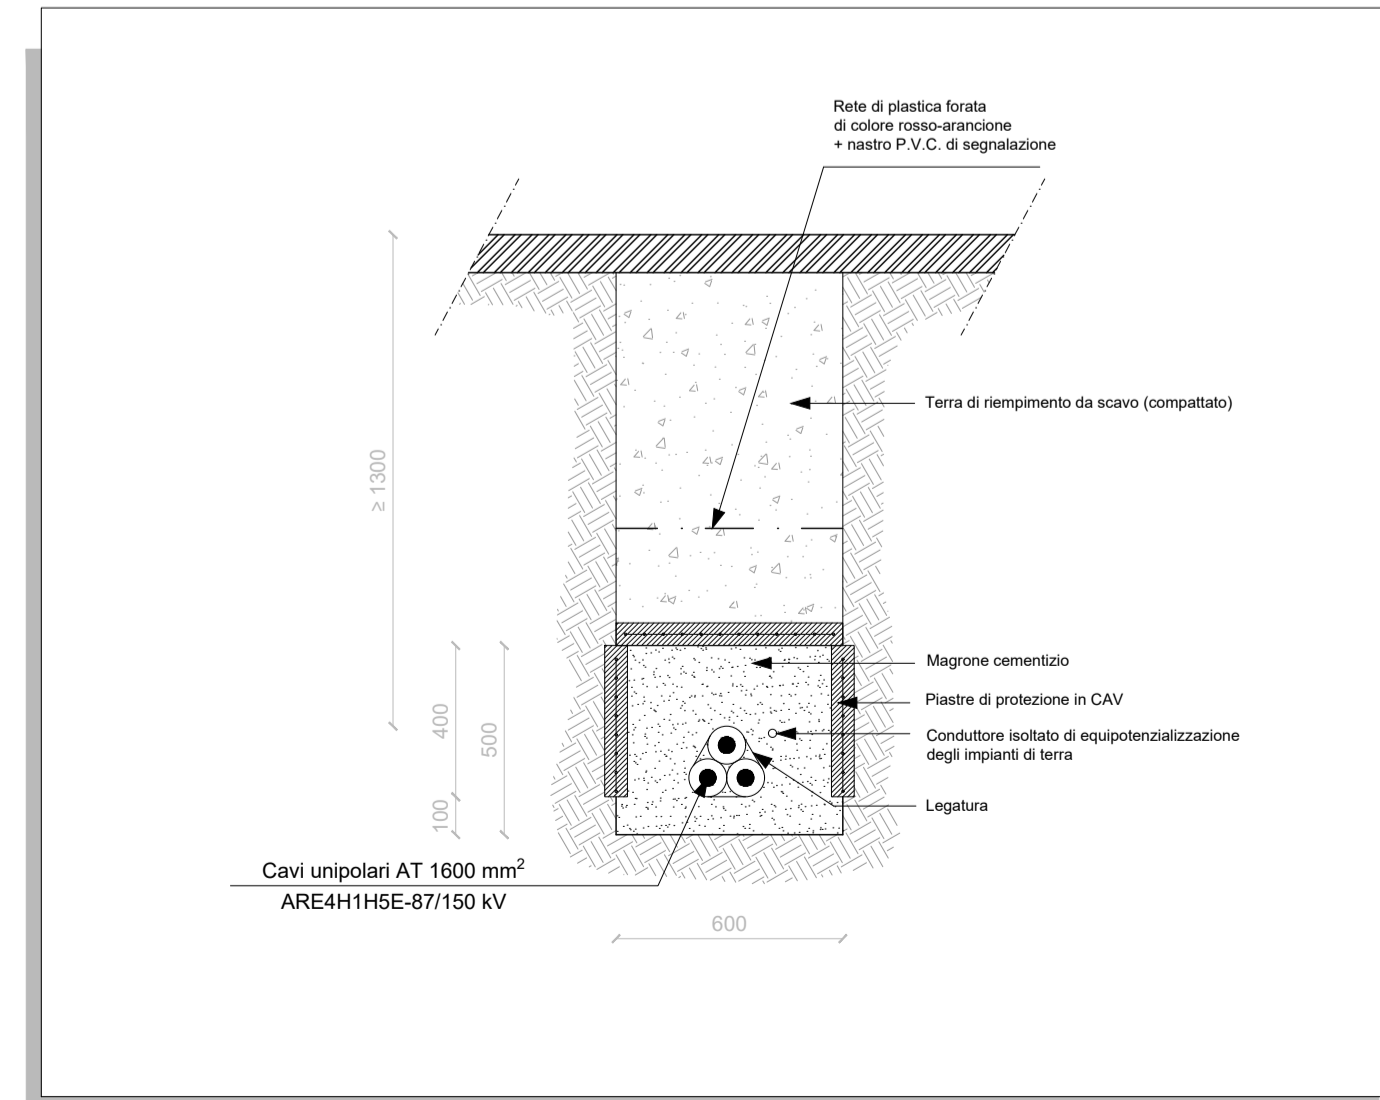 Rete di plastica forata
di colore rosso-arancione
+ nastro P.V.C. di segnalazione
Terra di riempimento da scavo (compattato)
≥ 1300
400
500
100
Magrone cementizio
Piastre di protezione in CAV
Conduttore isolato di equipotenzializzazione
degli impianti di terra
Legatura
Cavi unipolari AT 1600 mm²
ARE4H1H5E-87/150 kV
600